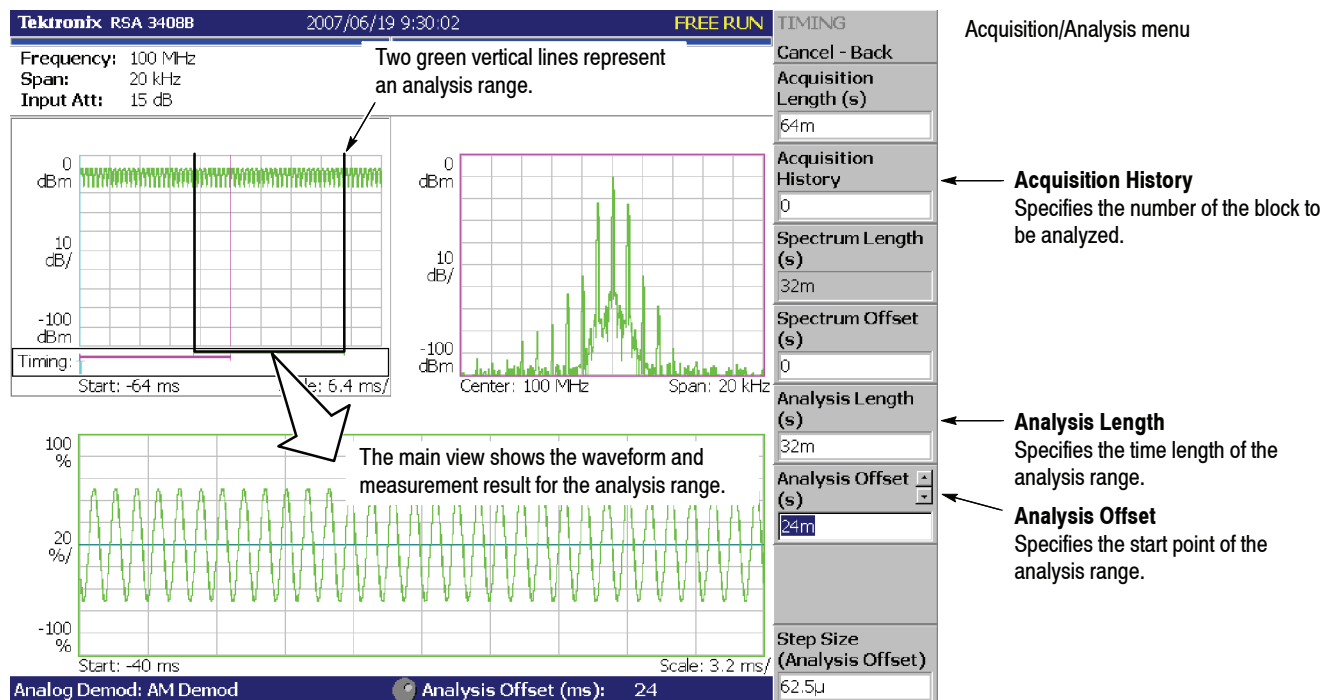 Tektronix RSA 3408B 2007/06/19 9:30:02 FREE RUN
Frequency: 100 MHz
Span: 20 kHz
Input Att: 15 dB
Two green vertical lines represent
an analysis range.
0
dBm
10
dB/
-100
dBm
Timing:
Start: -64 ms le: 6.4 ms/
0
dBm
10
dB/
-100
dBm
Center: 100 MHz Span: 20 kHz
100
%
20
%/
-100
%
The main view shows the waveform and
measurement result for the analysis range.
Start: -40 ms Scale: 3.2 ms/
Analog Demod: AM Demod Analysis Offset (ms): 24
TIMING
Cancel - Back
Acquisition
Length (s)
64m
Acquisition
History
0
Spectrum Length
(s)
32m
Spectrum Offset
(s)
0
Analysis Length
(s)
32m
Analysis Offset
(s)
24m
Step Size
(Analysis Offset)
62.5µ
Acquisition/Analysis menu
Acquisition History
Specifies the number of the block to
be analyzed.
Analysis Length
Specifies the time length of the
analysis range.
Analysis Offset
Specifies the start point of the
analysis range.